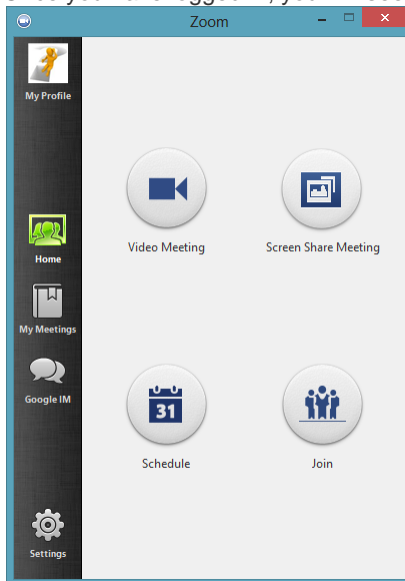 Zoom
My Profile
Home
My Meetings
Google IM
Settings
Video Meeting
Screen Share Meeting
31
Schedule
Join